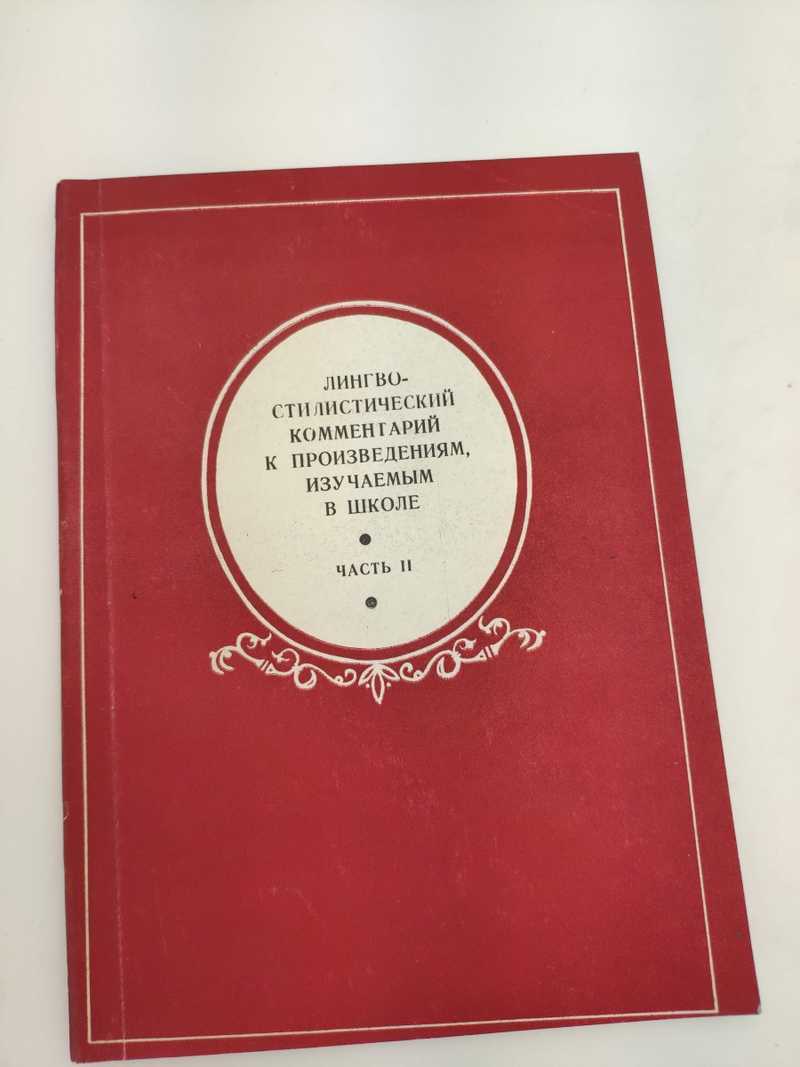 ЛИНГВО-
СТИЛИСТИЧЕСКИЙ
КОММЕНТАРИЙ
К ПРОИЗВЕДЕНИЯМ,
ИЗУЧАЕМЫМ
В ШКОЛЕ
ЧАСТЬ II